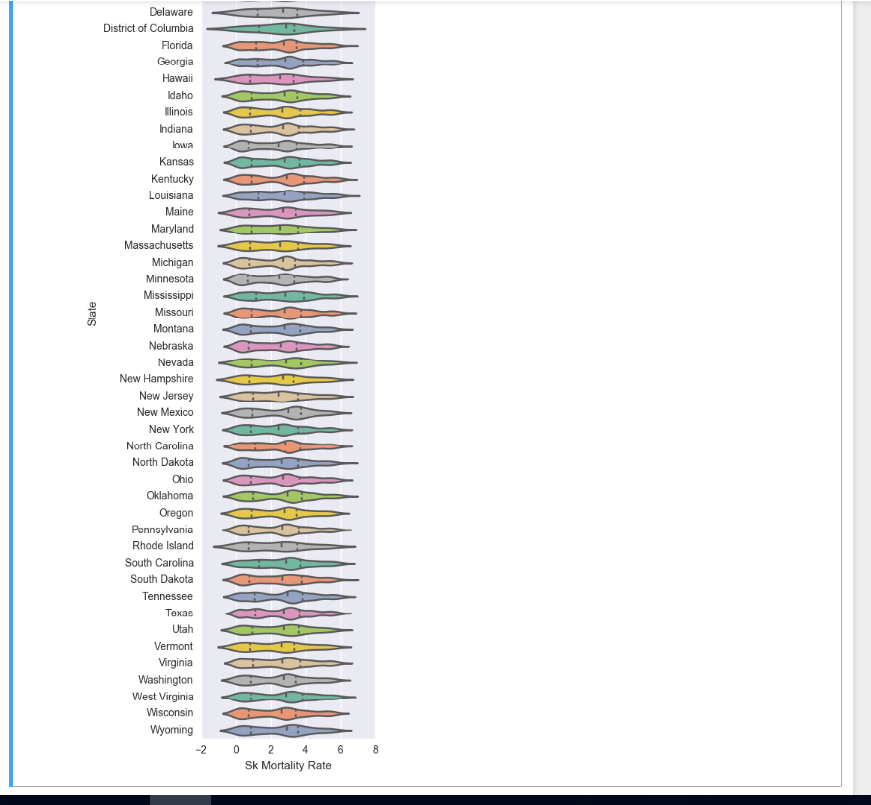 Delaware
District of Columbia
Florida
Georgia
Hawaii
Idaho
Illinois
Indiana
Iowa
Kansas
Kentucky
Louisiana
Maine
Maryland
Massachusetts
Michigan
Minnesota
Mississippi
State
Missouri
Montana
Nebraska
Nevada
New Hampshire
New Jersey
New Mexico
New York
North Carolina
North Dakota
Ohio
Oklahoma
Oregon
Pennsylvania
Rhode Island
South Carolina
South Dakota
Tennessee
Texas
Utah
Vermont
Virginia
Washington
West Virginia
Wisconsin
Wyoming
−2 0 2 4 6 8
Sk Mortality Rate